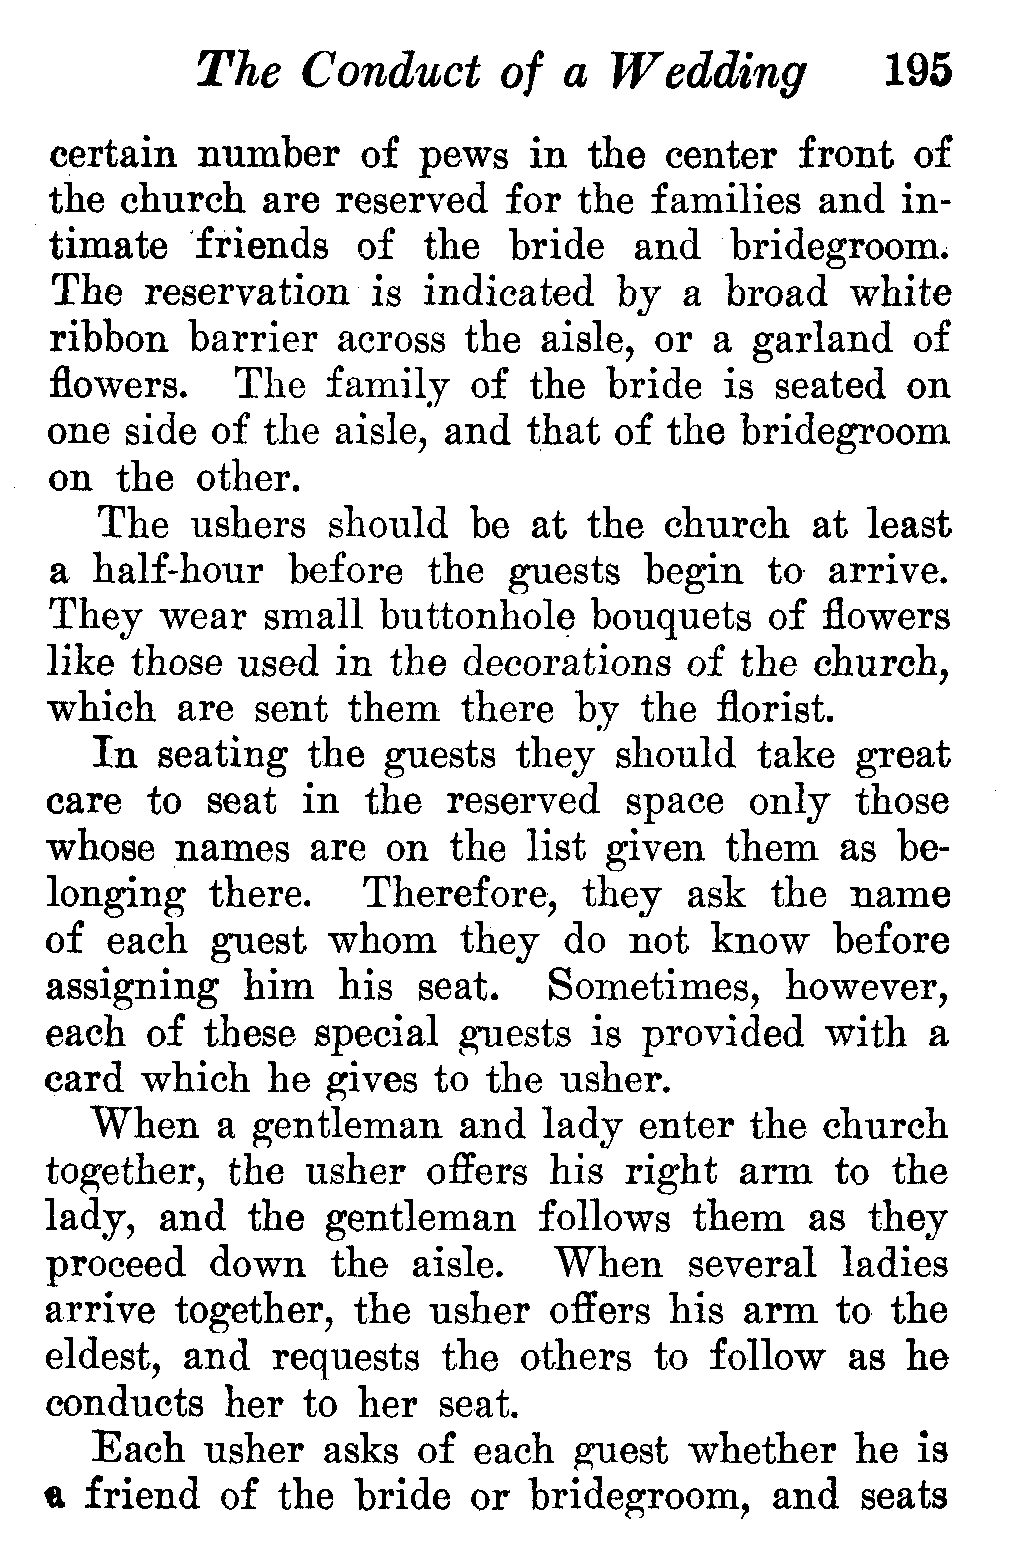 The Conduct of a Wedding 195
certain number of pews in the center front of
the church are reserved for the families and in-
timate friends of the bride and bridegroom.
The reservation is indicated by a broad white
ribbon barrier across the aisle, or a garland of
flowers. The family of the bride is seated on
one side of the aisle, and that of the bridegroom
on the other.
The ushers should be at the church at least
a half-hour before the guests begin to arrive.
They wear small buttonhole bouquets of flowers
like those used in the decorations of the church,
which are sent them there by the florist.
In seating the guests they should take great
care to seat in the reserved space only those
whose names are on the list given them as be-
longing there. Therefore, they ask the name
of each guest whom they do not know before
assigning him his seat. Sometimes, however,
each of these special guests is provided with a
card which he gives to the usher.
When a gentleman and lady enter the church
together, the usher offers his right arm to the
lady, and the gentleman follows them as they
proceed down the aisle. When several ladies
arrive together, the usher offers his arm to the
eldest, and requests the others to follow as he
conducts her to her seat.
Each usher asks of each guest whether he is
a friend of the bride or bridegroom, and seats